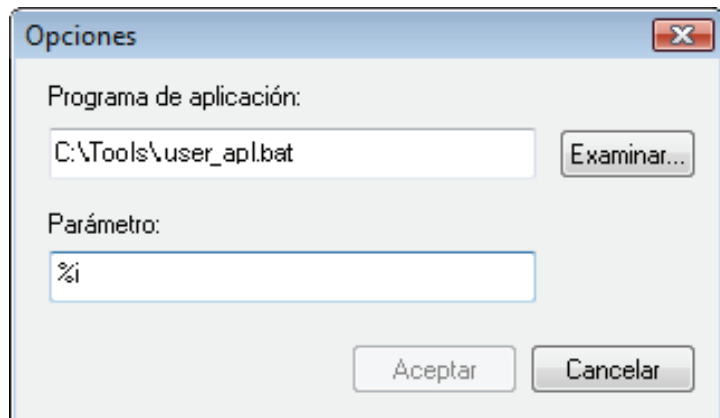 Opciones
Programa de aplicación:
C:\Tools\user_apl.bat
Examinar...
Parámetro:
%i
Aceptar
Cancelar